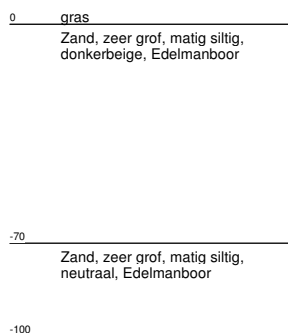 0 gras
Zand, zeer grof, matig siltig,
donkerbeige, Edelmanboor
-70
Zand, zeer grof, matig siltig,
neutraal, Edelmanboor
-100